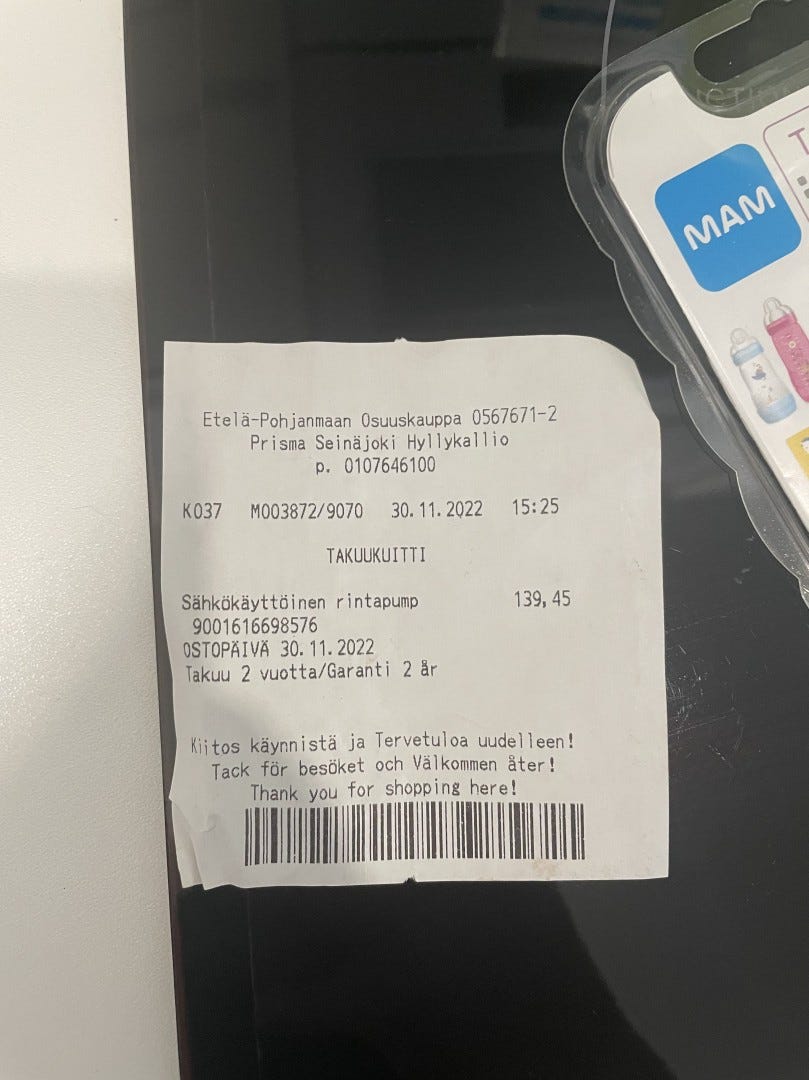 MAM
Etelä-Pohjanmaan Osuuskauppa 0567671-2
Prisma Seinäjoki Hyllykallio
p. 0107646100
K037 M003872/9070 30.11.2022 15:25
TAKUUKUITTI
Sähkökäyttöinen rintapump 139,45
9001616698576
OSTOPÄIVÄ 30.11.2022
Takuu 2 vuotta/Garanti 2 år
Kiitos käynnistä ja Tervetuloa uudelleen!
Tack för besöket och Välkommen åter!
Thank you for shopping here!